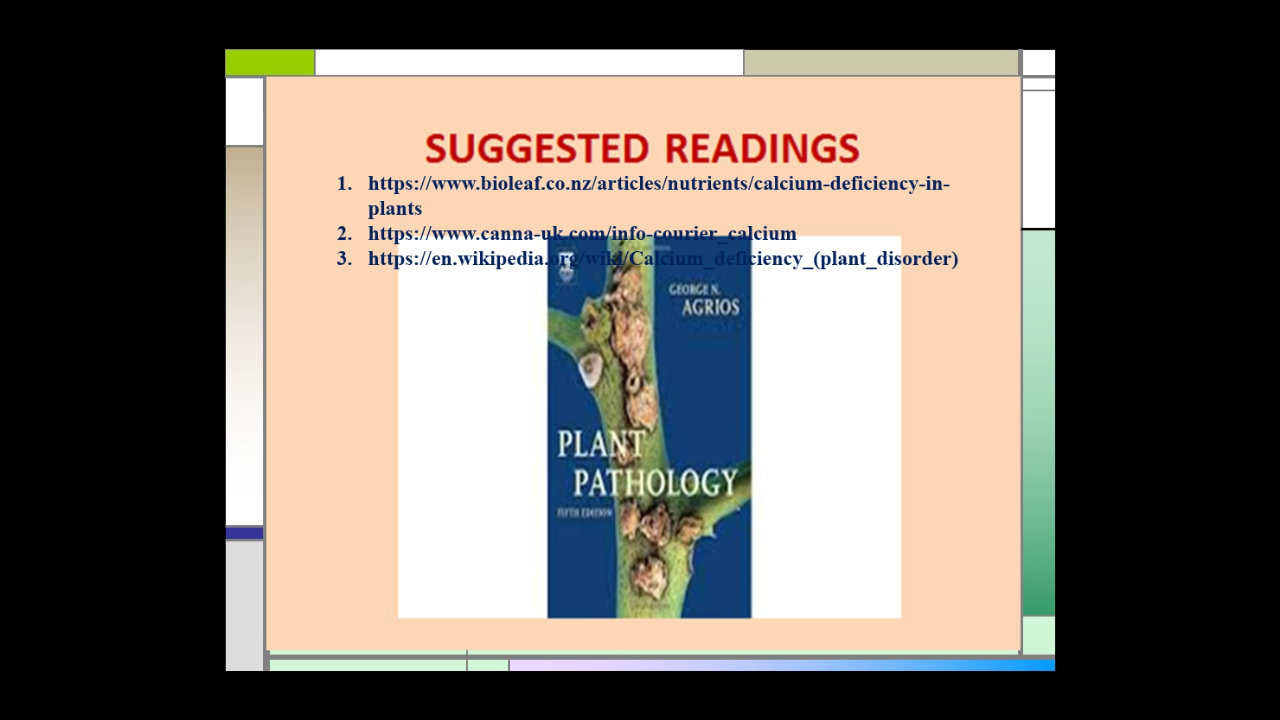 SUGGESTED READINGS
1. https://www.bioleaf.co.nz/articles/nutrients/calcium-deficiency-in-
plants
2. https://www.canna-uk.com/info-courier_calcium
3. https://en.wikipedia.org/wiki/Calcium_deficiency_(plant_disorder)
GEORGE N.
AGRIOS
PLANT
PATHOLOGY
FIFTH EDITION